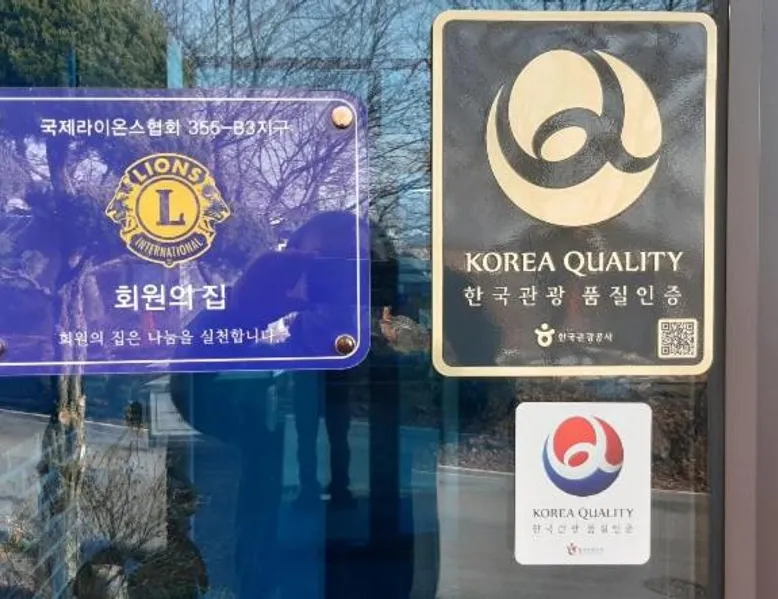 국제라이온스협회 355-B3지구
LIONS
L
INTERNATIONAL
회원의 집
회원의 집은 나눔을 실천합니다.
KOREA QUALITY
한국관광 품질인증
한국관광공사
KOREA QUALITY
한국관광 품질인증